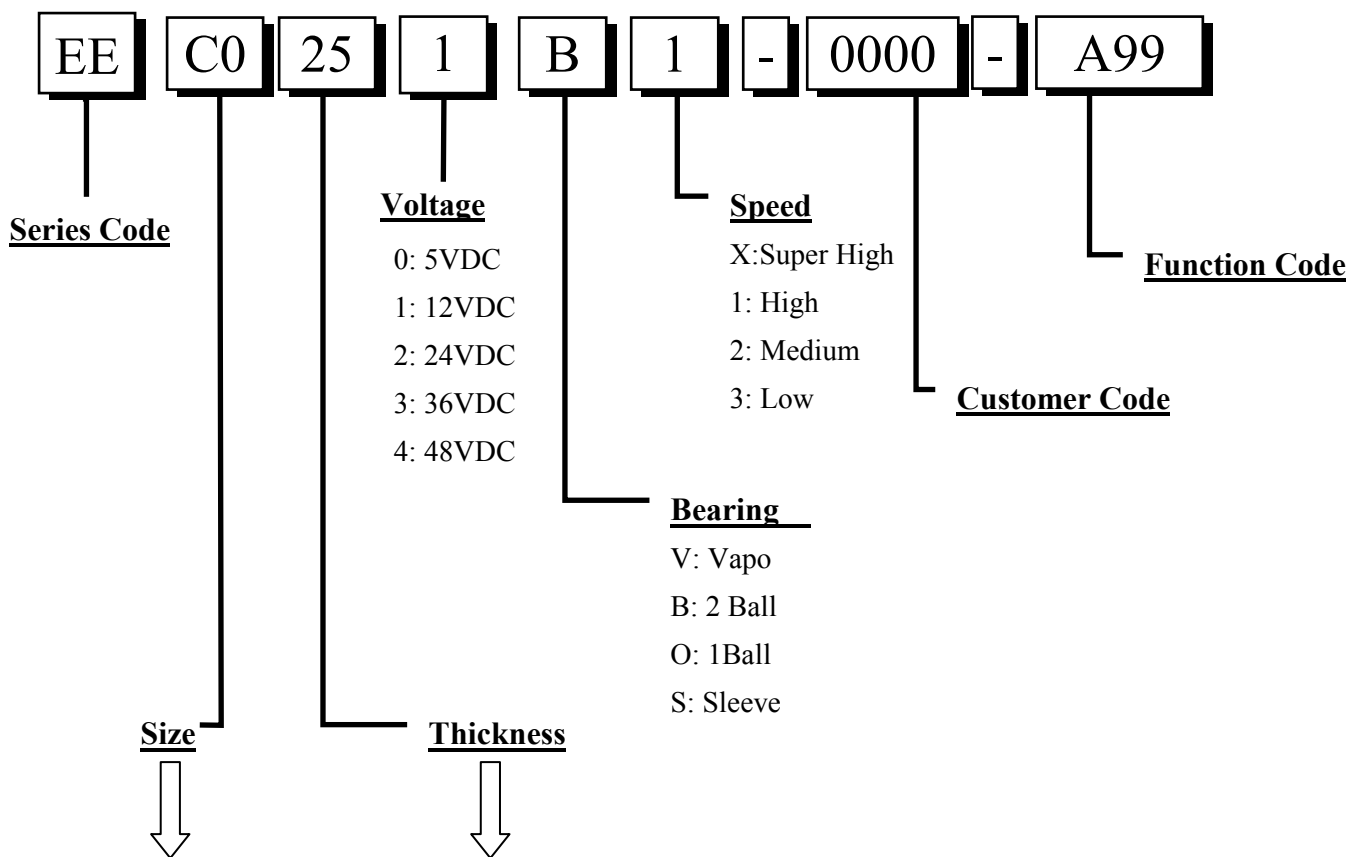 EE C0 25 1 B 1 - 0000 - A99
Series Code
Voltage
0: 5VDC
1: 12VDC
2: 24VDC
3: 36VDC
4: 48VDC
Speed
X:Super High
1: High
2: Medium
3: Low
Function Code
Customer Code
Bearing
V: Vapo
B: 2 Ball
O: 1Ball
S: Sleeve
Size
Thickness